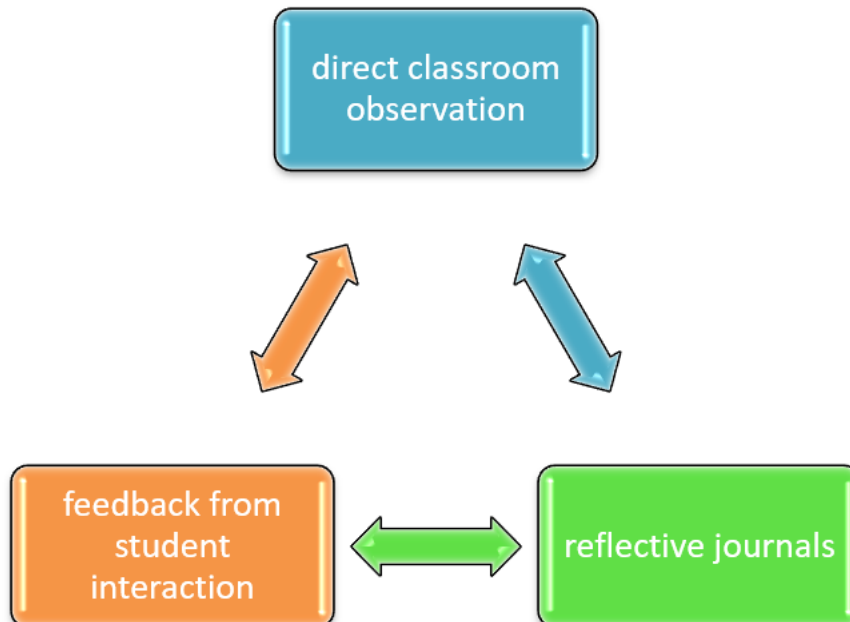 direct classroom
observation
feedback from
student
interaction
reflective journals